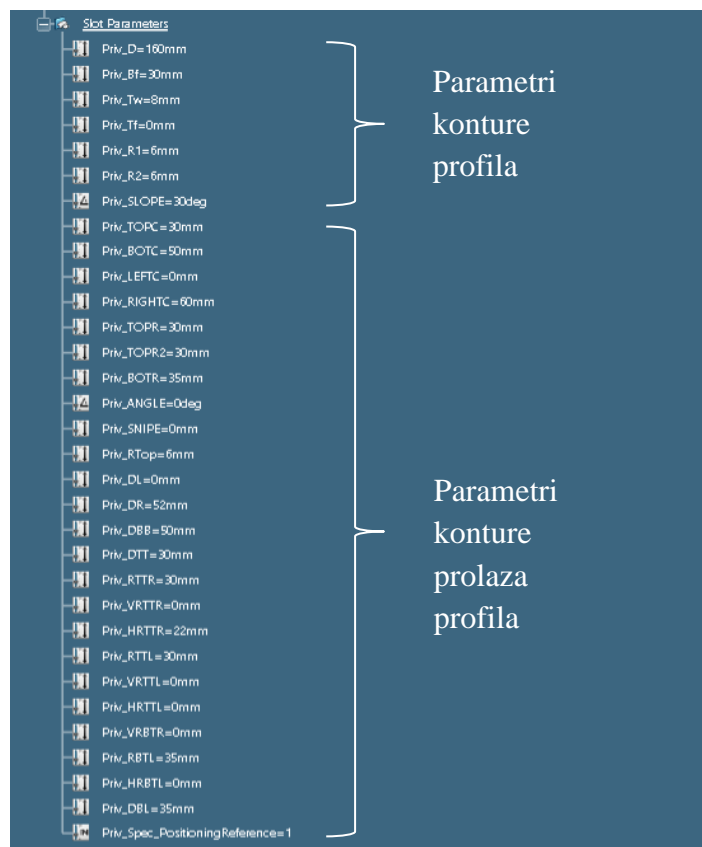 Slot Parameters
Priv_D=160mm
Priv_Bf=30mm
Priv_Tw=8mm
Priv_Tf=0mm
Priv_R1=6mm
Priv_R2=6mm
Priv_SLOPE=30deg
Priv_TOPC=30mm
Priv_BOTC=50mm
Priv_LEFTC=0mm
Priv_RIGHTC=60mm
Priv_TOPR=30mm
Priv_TOPR2=30mm
Priv_BOTR=35mm
Priv_ANGLE=0deg
Priv_SNIPE=0mm
Priv_RTop=6mm
Priv_DL=0mm
Priv_DR=52mm
Priv_DBB=50mm
Priv_DTT=30mm
Priv_RTTR=30mm
Priv_VRTTR=0mm
Priv_HRTTR=22mm
Priv_RTTL=30mm
Priv_VRTTL=0mm
Priv_HRTTL=0mm
Priv_VRBTR=0mm
Priv_RBTL=35mm
Priv_HRBTL=0mm
Priv_DBL=35mm
Priv_Spec_PositioningReference=1
Parametri
konture
profila
Parametri
konture
prolaza
profila